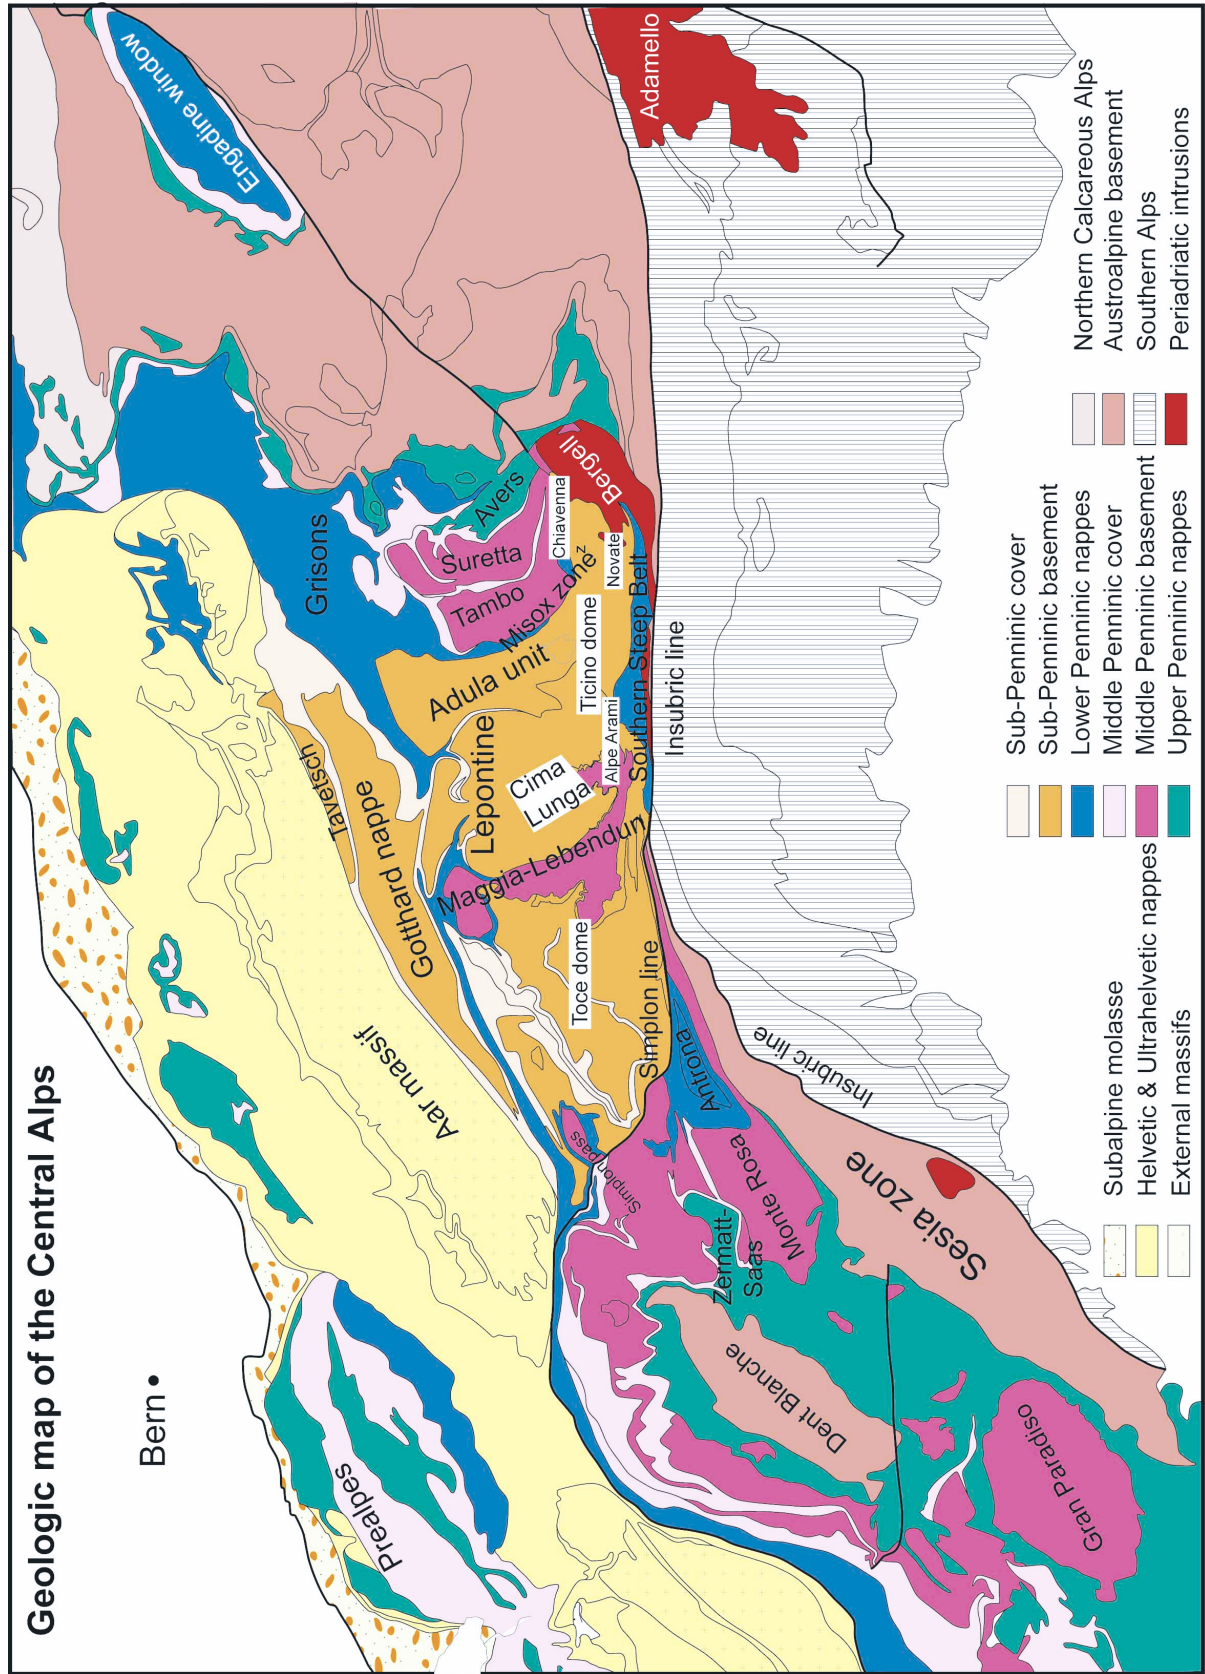 Geologic map of the Central Alps
Bern
Prealpes
Aar massif
Tavetsch
Gotthard nappe
Grisons
Engadine window
Adamello
Lepontine
Adula unit
Tambo
Suretta
Avers
Misox zone
z
Chiavenna
Bergell
Novate
Ticino dome
Alpe Arami
Southern Steep Belt
Insubric line
Cima
Lunga
Maggia-Lebendun
Toce dome
Simplon line
Simplonpass
Antrona
Insubric line
Monte Rosa
Zermatt-
Saas
Sesia zone
Dent Blanche
Gran Paradiso
Subalpine molasse
Helvetic & Ultrahelvetic nappes
External massifs
Sub-Penninic cover
Sub-Penninic basement
Lower Penninic nappes
Middle Penninic cover
Middle Penninic basement
Upper Penninic nappes
Northern Calcareous Alps
Austroalpine basement
Southern Alps
Periadriatic intrusions